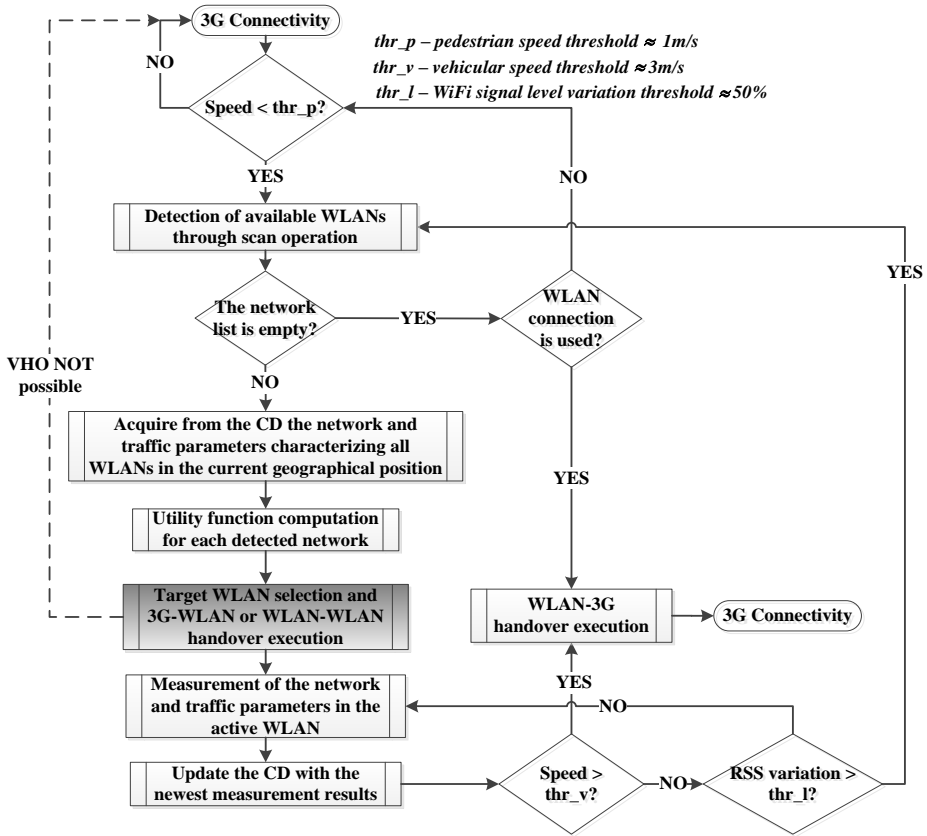 3G Connectivity
thr_p – pedestrian speed threshold ≈ 1m/s
thr_v – vehicular speed threshold ≈3m/s
thr_l – WiFi signal level variation threshold ≈50%
NO
Speed < thr_p?
YES
NO
Detection of available WLANs
through scan operation
YES
The network
list is empty?
YES
WLAN
connection
is used?
VHO NOT
possible
NO
Acquire from the CD the network and
traffic parameters characterizing all
WLANs in the current geographical position
YES
Utility function computation
for each detected network
Target WLAN selection and
3G-WLAN or WLAN-WLAN
handover execution
WLAN-3G
handover execution
3G Connectivity
YES
Measurement of the network
and traffic parameters in the
active WLAN
NO
Update the CD with the
newest measurement results
Speed >
thr_v?
NO
RSS variation >
thr_l?